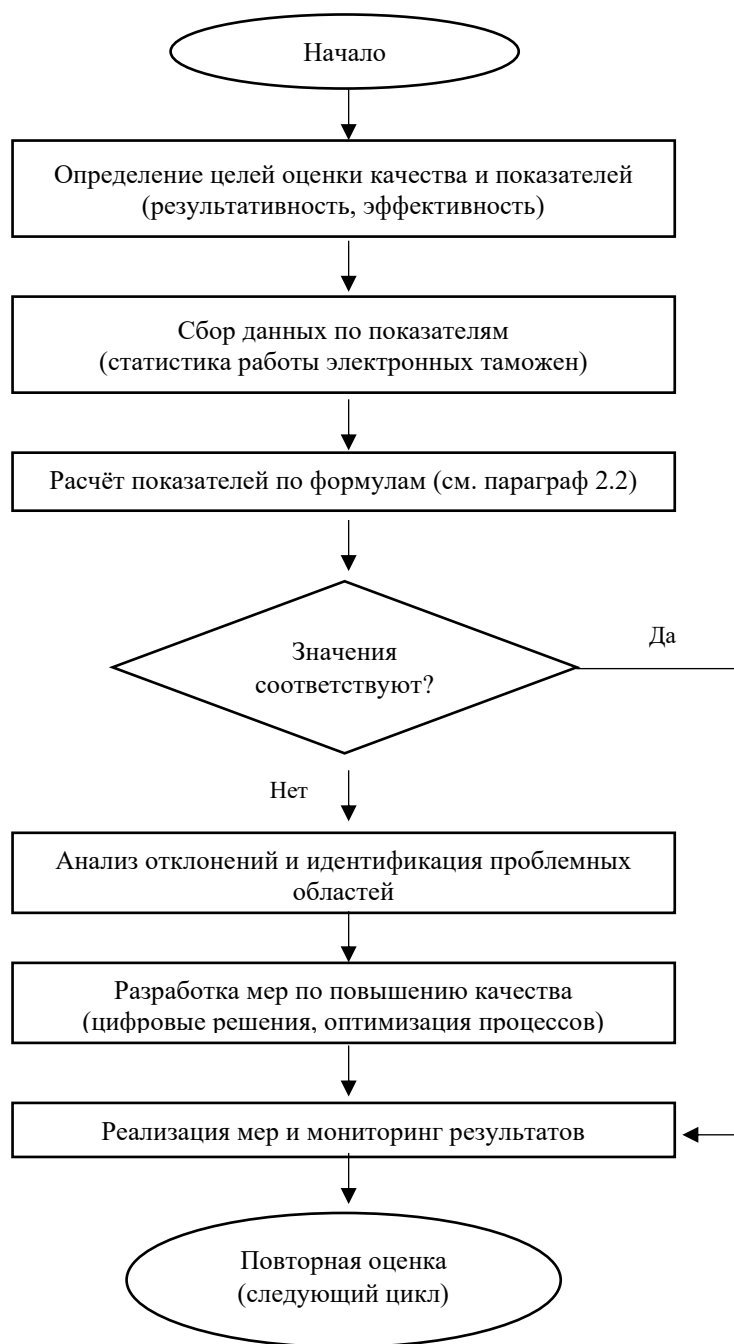 Начало
Определение целей оценки качества и показателей
(результативность, эффективность)
Сбор данных по показателям
(статистика работы электронных таможен)
Расчёт показателей по формулам (см. параграф 2.2)
Значения
соответствуют?
Да
Нет
Анализ отклонений и идентификация проблемных
областей
Разработка мер по повышению качества
(цифровые решения, оптимизация процессов)
Реализация мер и мониторинг результатов
Повторная оценка
(следующий цикл)